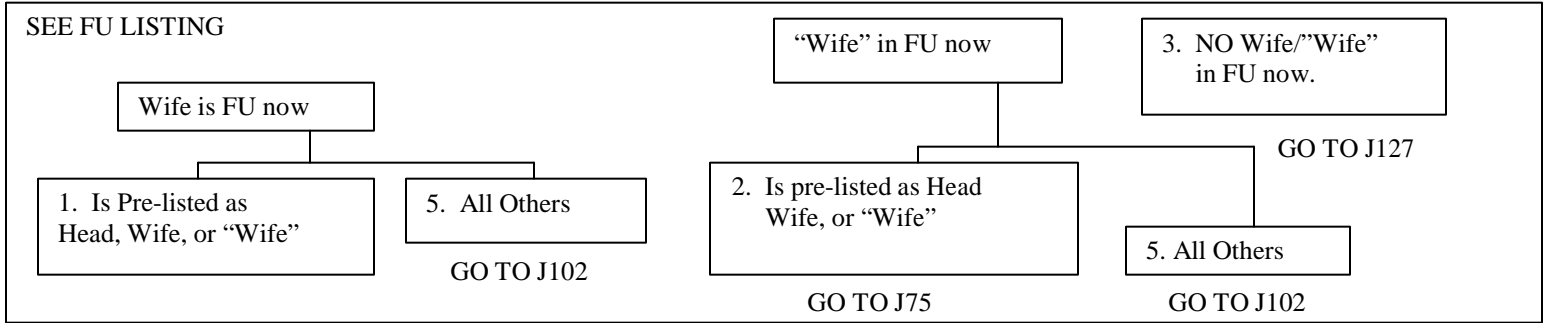 SEE FU LISTING
Wife is FU now
1. Is Pre-listed as
Head, Wife, or “Wife”
5. All Others
GO TO J102
“Wife” in FU now
2. Is pre-listed as Head
Wife, or “Wife”
GO TO J75
5. All Others
GO TO J102
3. NO Wife/”Wife”
in FU now.
GO TO J127